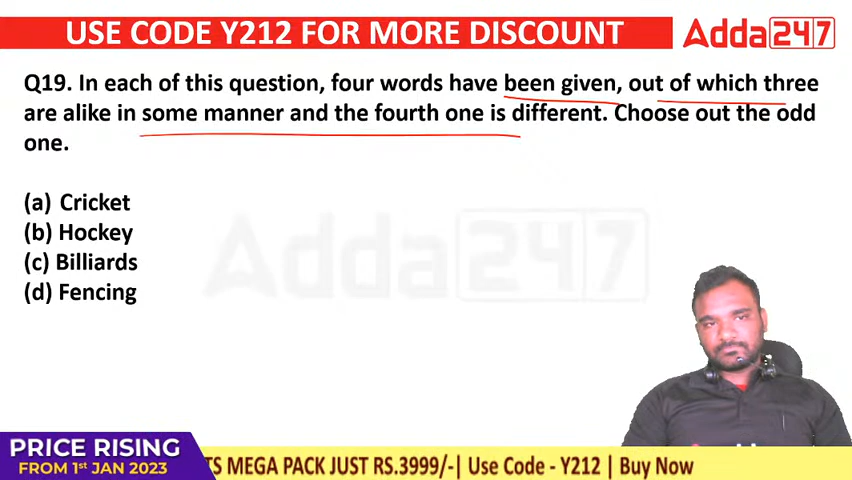 USE CODE Y212 FOR MORE DISCOUNT
Adda247
Q19. In each of this question, four words have been given, out of which three
are alike in some manner and the fourth one is different. Choose out the odd
one.
(a) Cricket
(b) Hockey
(c) Billiards
(d) Fencing
Adda247
PRICE RISING
FROM 1st JAN 2023
TS MEGA PACK JUST RS.3999/-| Use Code - Y212 | Buy Now